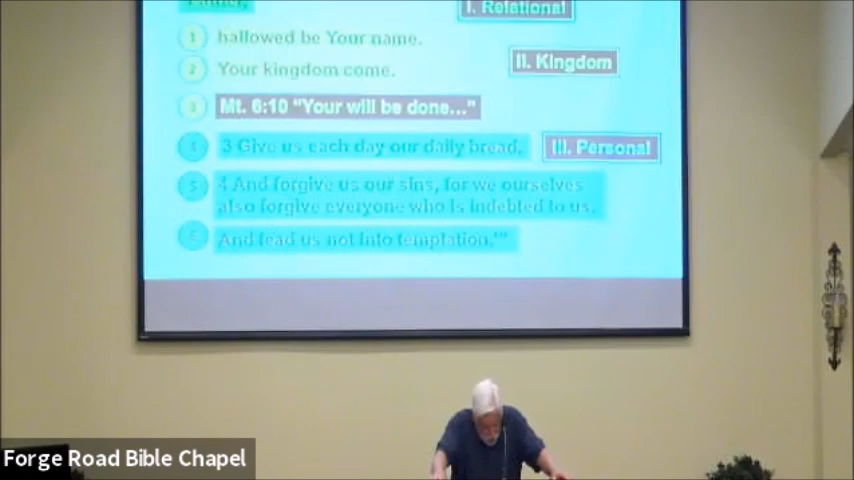 "Father,
I. Relational
1 hallowed be Your name.
2 Your kingdom come.
II. Kingdom
3 Mt. 6:10 "Your will be done..."
4 3 Give us each day our daily bread,
III. Personal
5 4 And forgive us our sins, for we ourselves
also forgive everyone who is indebted to us.
6 And lead us not into temptation.'"
Forge Road Bible Chapel